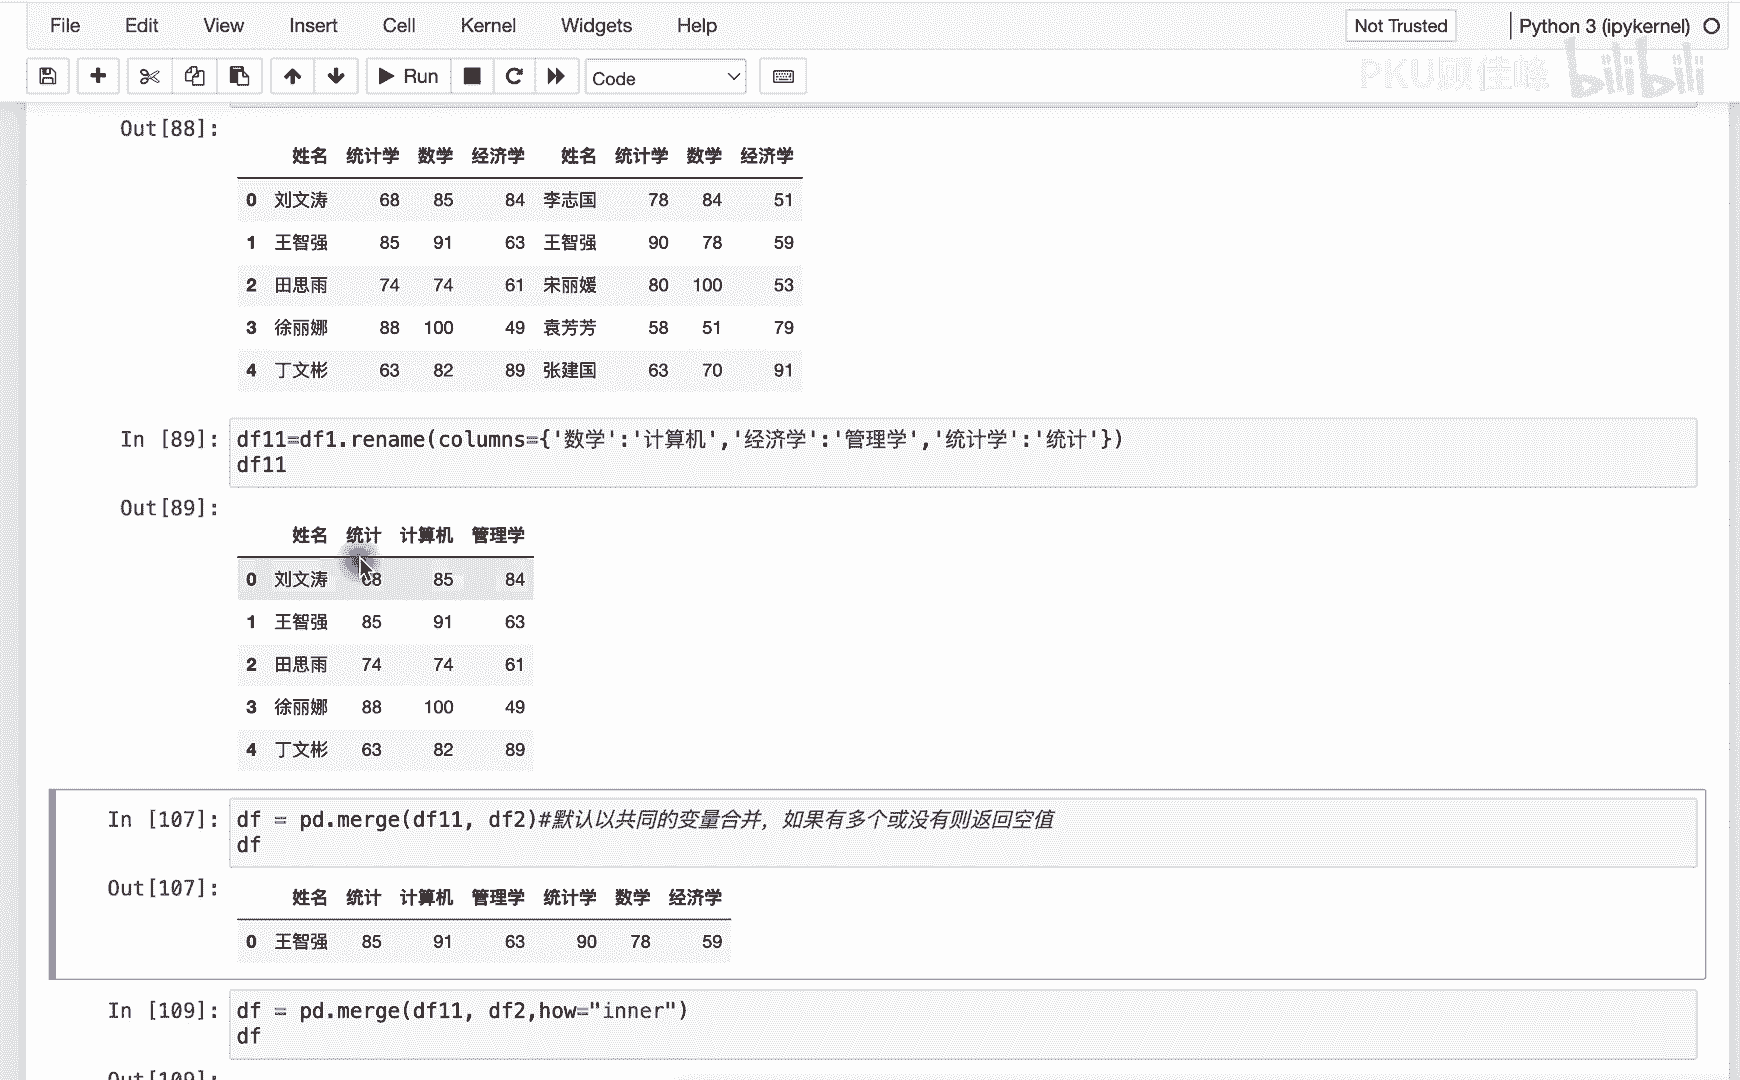 File Edit View Insert Cell Kernel Widgets Help Not Trusted Python 3 (ipykernel)
Run Code PKU顾佳峰 bilibili
Out[88]:
姓名 统计学 数学 经济学 姓名 统计学 数学 经济学
0 刘文涛 68 85 84 李志国 78 84 51
1 王智强 85 91 63 王智强 90 78 59
2 田思雨 74 74 61 宋丽媛 80 100 53
3 徐丽娜 88 100 49 袁芳芳 58 51 79
4 丁文彬 63 82 89 张建国 63 70 91
In [89]: df11=df1.rename(columns={'数学':'计算机','经济学':'管理学','统计学':'统计'})
df11
Out[89]:
姓名 统计 计算机 管理学
0 刘文涛 68 85 84
1 王智强 85 91 63
2 田思雨 74 74 61
3 徐丽娜 88 100 49
4 丁文彬 63 82 89
In [107]: df = pd.merge(df11, df2)#默认以共同的变量合并，如果有多个或没有则返回空值
df
Out[107]:
姓名 统计 计算机 管理学 统计学 数学 经济学
0 王智强 85 91 63 90 78 59
In [109]: df = pd.merge(df11, df2,how="inner")
df
Out[109]: